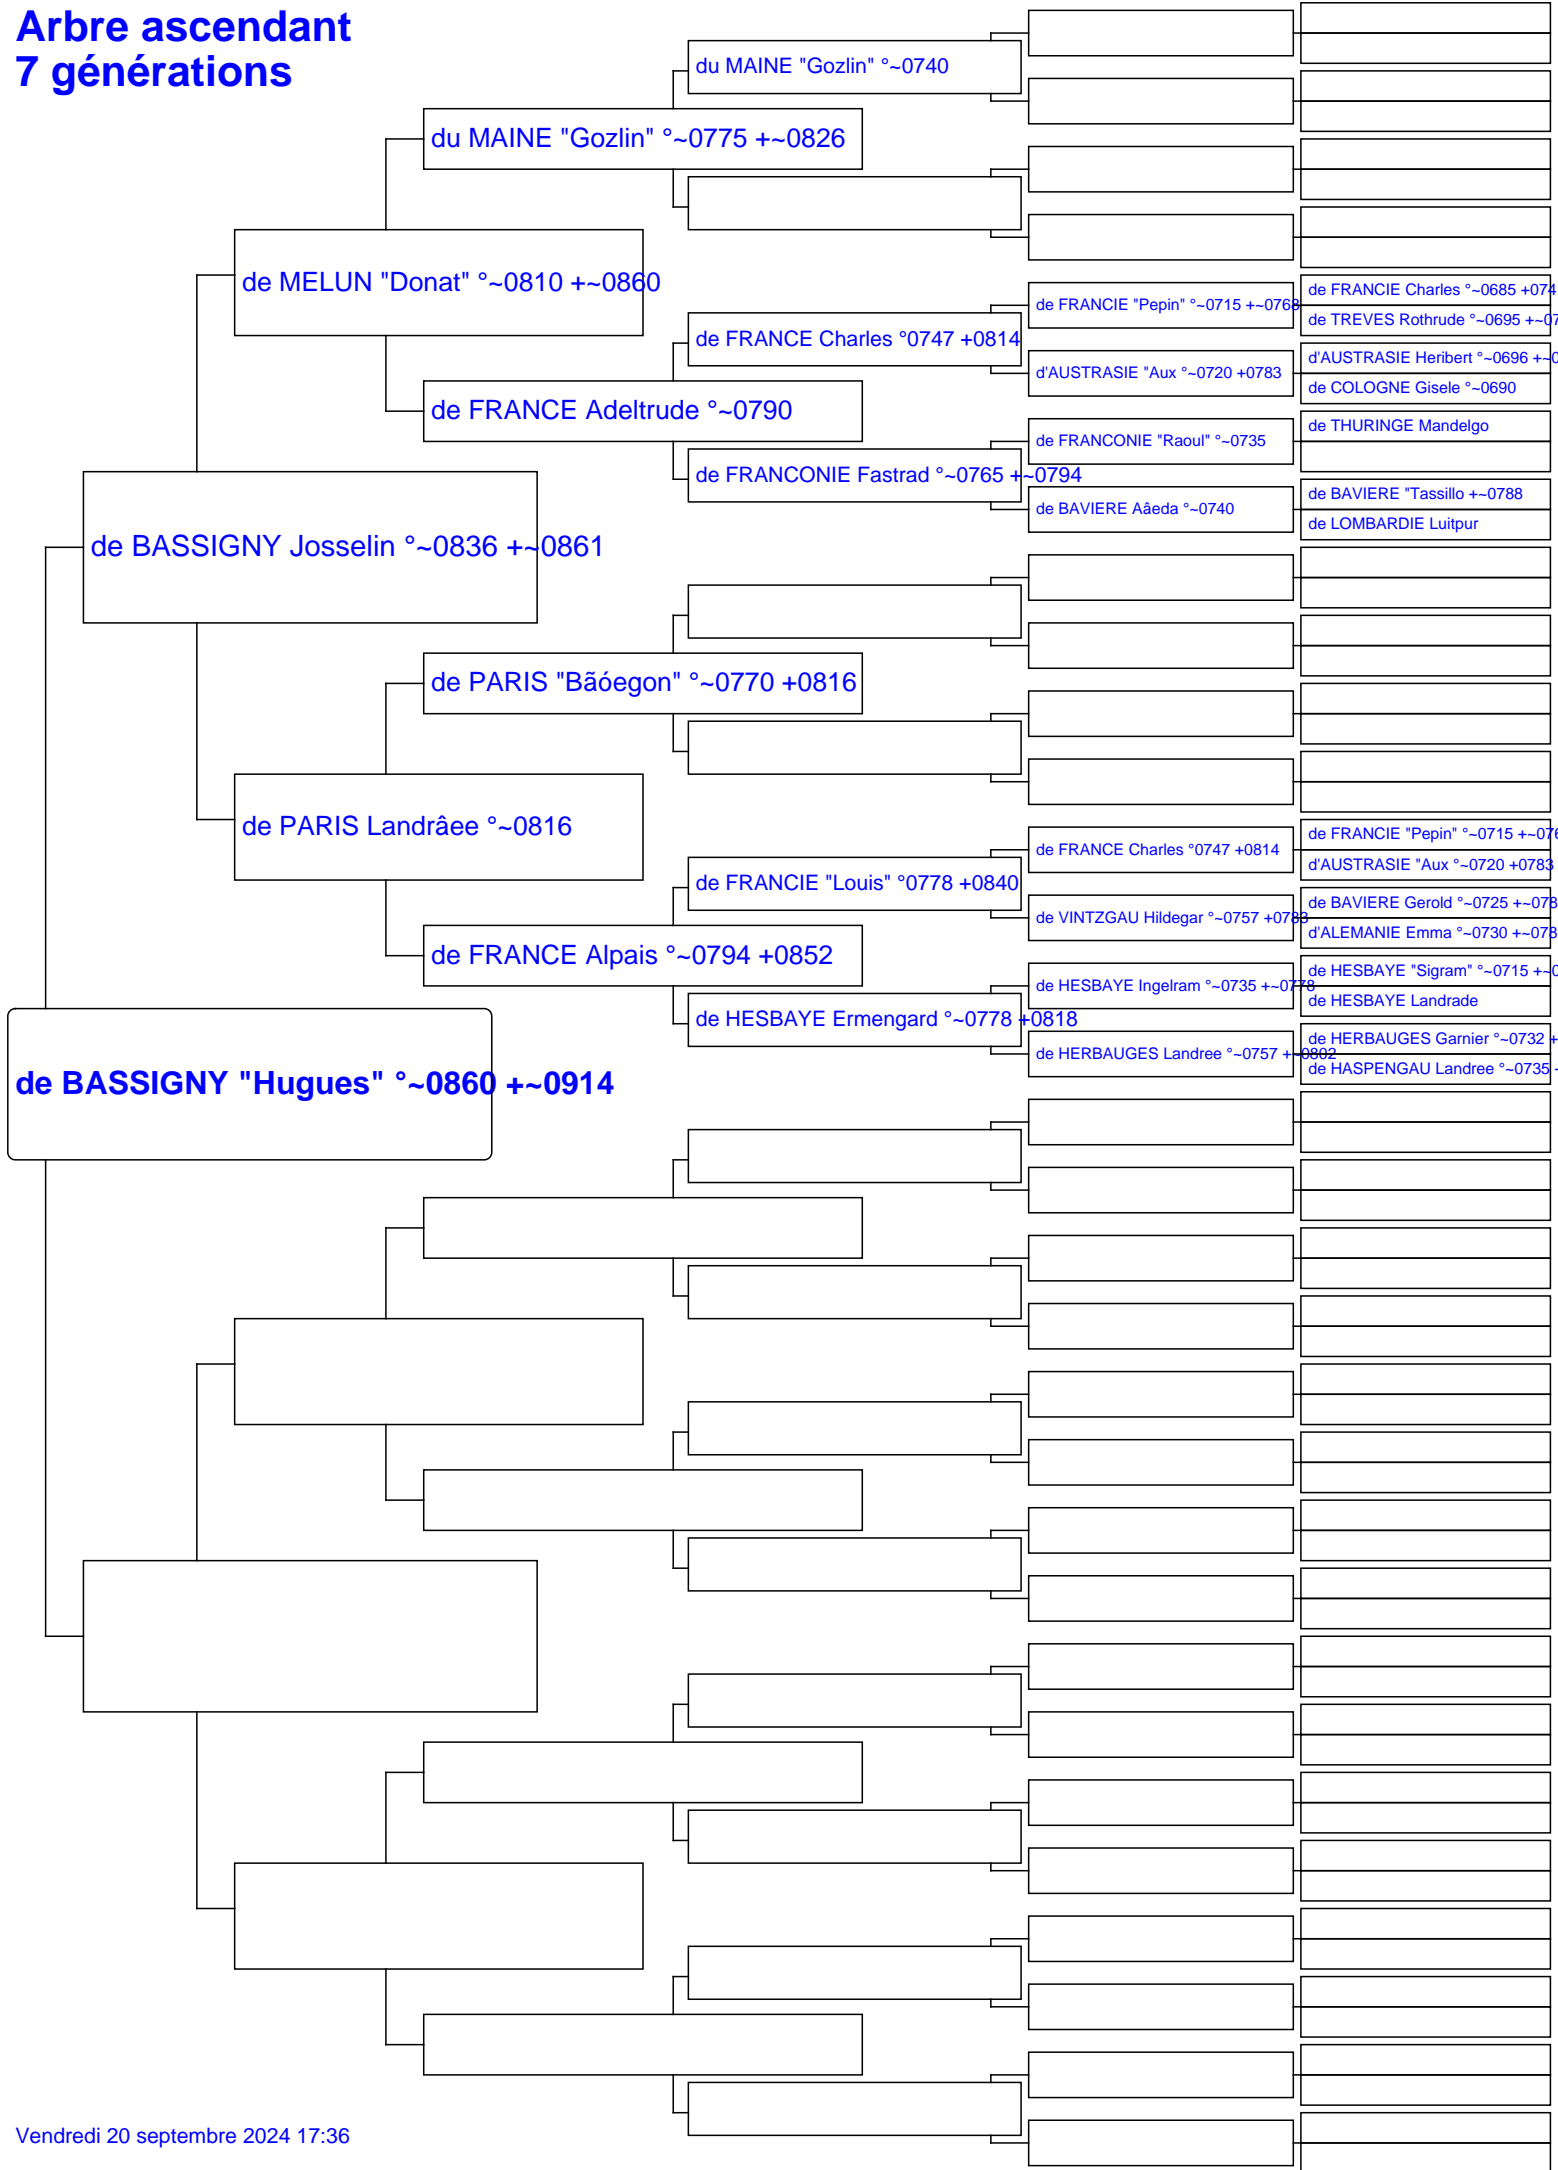 Arbre ascendant
7 générations
du MAINE "Gozlin" °~0740
du MAINE "Gozlin" °~0775 +~0826
de MELUN "Donat" °~0810 +~0860
de FRANCIE "Pepin" °~0715 +~0768
de FRANCIE Charles °~0685 +074
de TREVES Rothrude °~0695 +~07
de FRANCE Charles °0747 +0814
d'AUSTRASIE "Aux °~0720 +0783
d'AUSTRASIE Heribert °~0696 +~0
de COLOGNE Gisele °~0690
de FRANCE Adeltrude °~0790
de FRANCONIE "Raoul" °~0735
de THURINGE Mandelgo
de FRANCONIE Fastrad °~0765 +~0794
de BAVIERE Aâeda °~0740
de BAVIERE "Tassillo +~0788
de LOMBARDIE Luitpur
de BASSIGNY Josselin °~0836 +~0861
de PARIS "Bãóegon" °~0770 +0816
de PARIS Landrâee °~0816
de FRANCE Charles °0747 +0814
de FRANCIE "Pepin" °~0715 +~076
d'AUSTRASIE "Aux °~0720 +0783
de FRANCIE "Louis" °0778 +0840
de VINTZGAU Hildegar °~0757 +0783
de BAVIERE Gerold °~0725 +~078
d'ALEMANIE Emma °~0730 +~078
de FRANCE Alpais °~0794 +0852
de HESBAYE Ingelram °~0735 +~0778
de HESBAYE "Sigram" °~0715 +~0
de HESBAYE Landrade
de HESBAYE Ermengard °~0778 +0818
de HERBAUGES Landree °~0757 +~0802
de HERBAUGES Garnier °~0732 +
de HASPENGAU Landree °~0735 +
de BASSIGNY "Hugues" °~0860 +~0914
Vendredi 20 septembre 2024 17:36